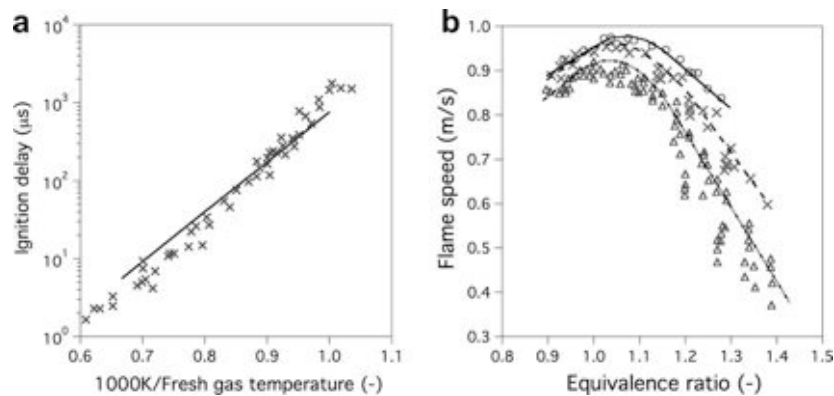 a
10⁴
10³
10²
10¹
10⁰
Ignition delay (μs)
0.6 0.7 0.8 0.9 1.0 1.1
1000K/Fresh gas temperature (-)
b
1.0
0.9
0.8
0.7
0.6
0.5
0.4
0.3
Flame speed (m/s)
0.8 0.9 1.0 1.1 1.2 1.3 1.4 1.5
Equivalence ratio (-)